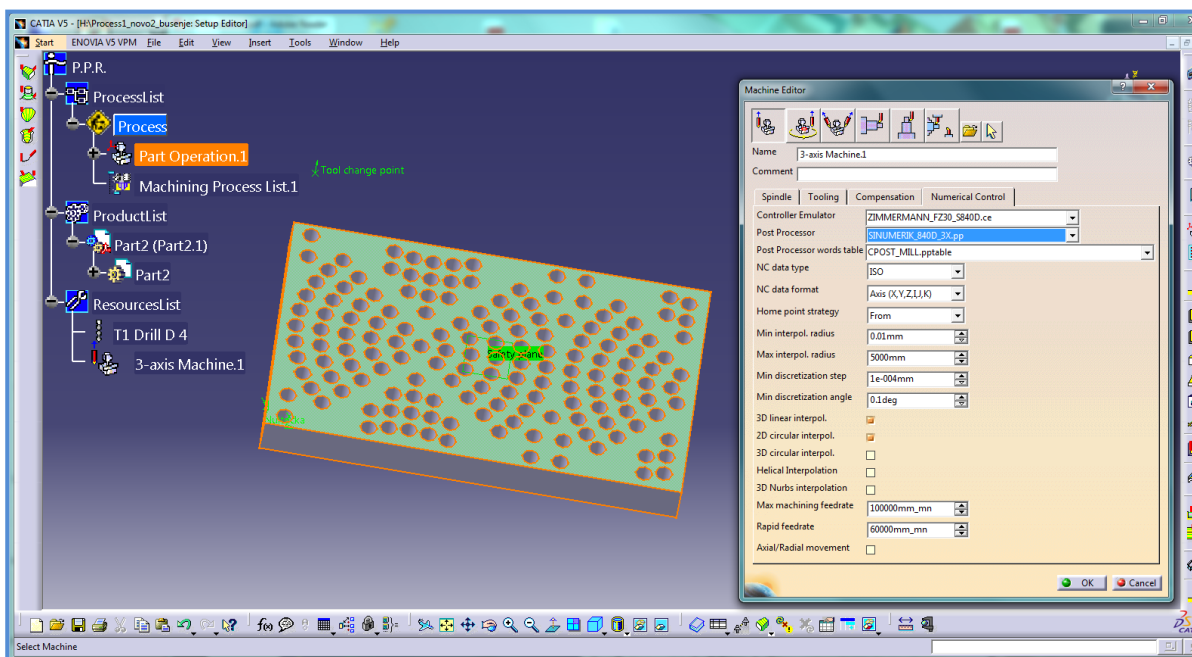 CATIA V5 - [H:\Process1_novo2_busenje: Setup Editor]
Start ENOVIA V5 VPM File Edit View Insert Tools Window Help
P.P.R.
ProcessList
Process
Part Operation.1
Machining Process List.1
ProductList
Part2 (Part2.1)
Part2
ResourcesList
T1 Drill D 4
3-axis Machine.1
Tool change point
Safety plane
Machine Editor
Name 3-axis Machine.1
Comment
Spindle Tooling Compensation Numerical Control
Controller Emulator ZIMMERMANN_FZ30_S840D.ce
Post Processor SINUMERIK_840D_3X.pp
Post Processor words table CPOST_MILL.pptable
NC data type ISO
NC data format Axis (X,Y,Z,I,J,K)
Home point strategy From
Min interpol. radius 0.01mm
Max interpol. radius 5000mm
Min discretization step 1e-004mm
Min discretization angle 0.1deg
3D linear interpol.
2D circular interpol.
3D circular interpol.
Helical Interpolation
3D Nurbs interpolation
Max machining feedrate 100000mm_mn
Rapid feedrate 60000mm_mn
Axial/Radial movement
OK Cancel
f(x)
Select Machine